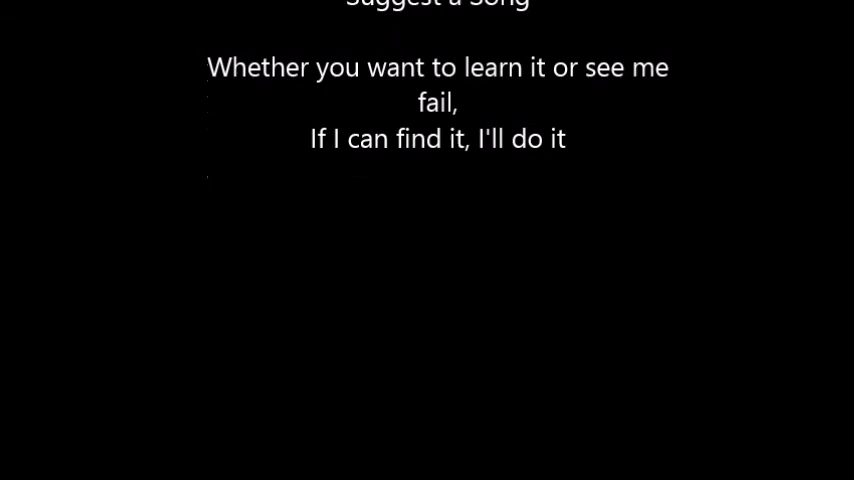 Suggest a Song
Whether you want to learn it or see me
fail,
If I can find it, I'll do it